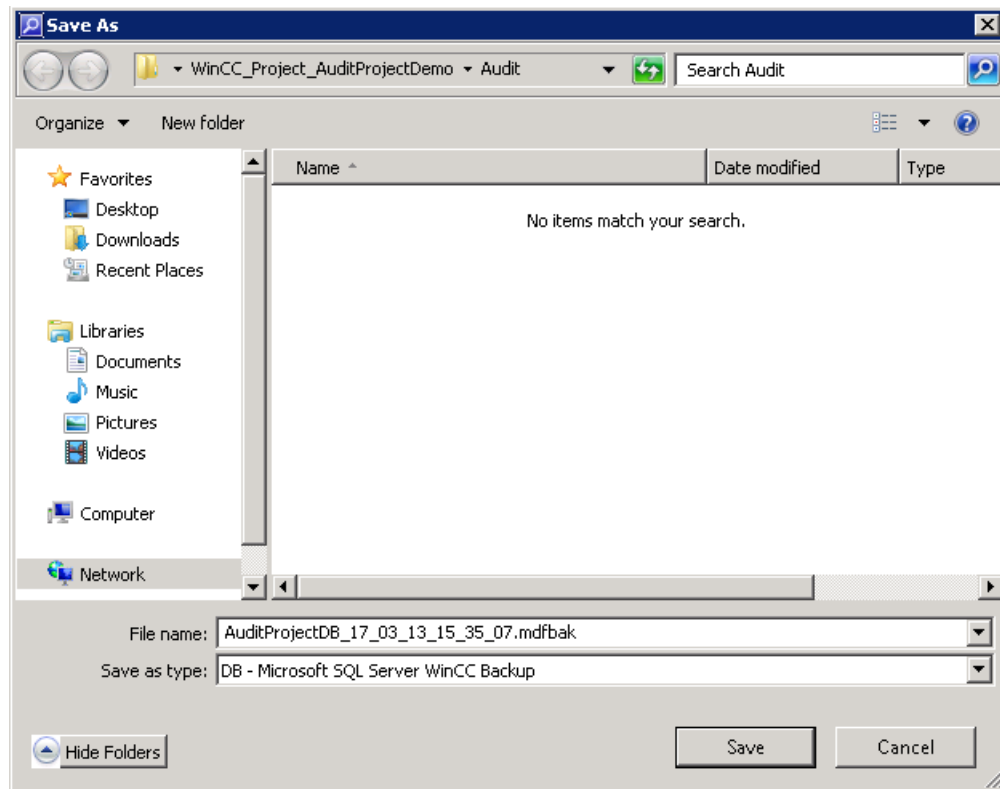 Save As
WinCC_Project_AuditProjectDemo Audit
Search Audit
Organize New folder
Name Date modified Type
No items match your search.
Favorites
Desktop
Downloads
Recent Places
Libraries
Documents
Music
Pictures
Videos
Computer
Network
File name: AuditProjectDB_17_03_13_15_35_07.mdfbak
Save as type: DB - Microsoft SQL Server WinCC Backup
Hide Folders Save Cancel